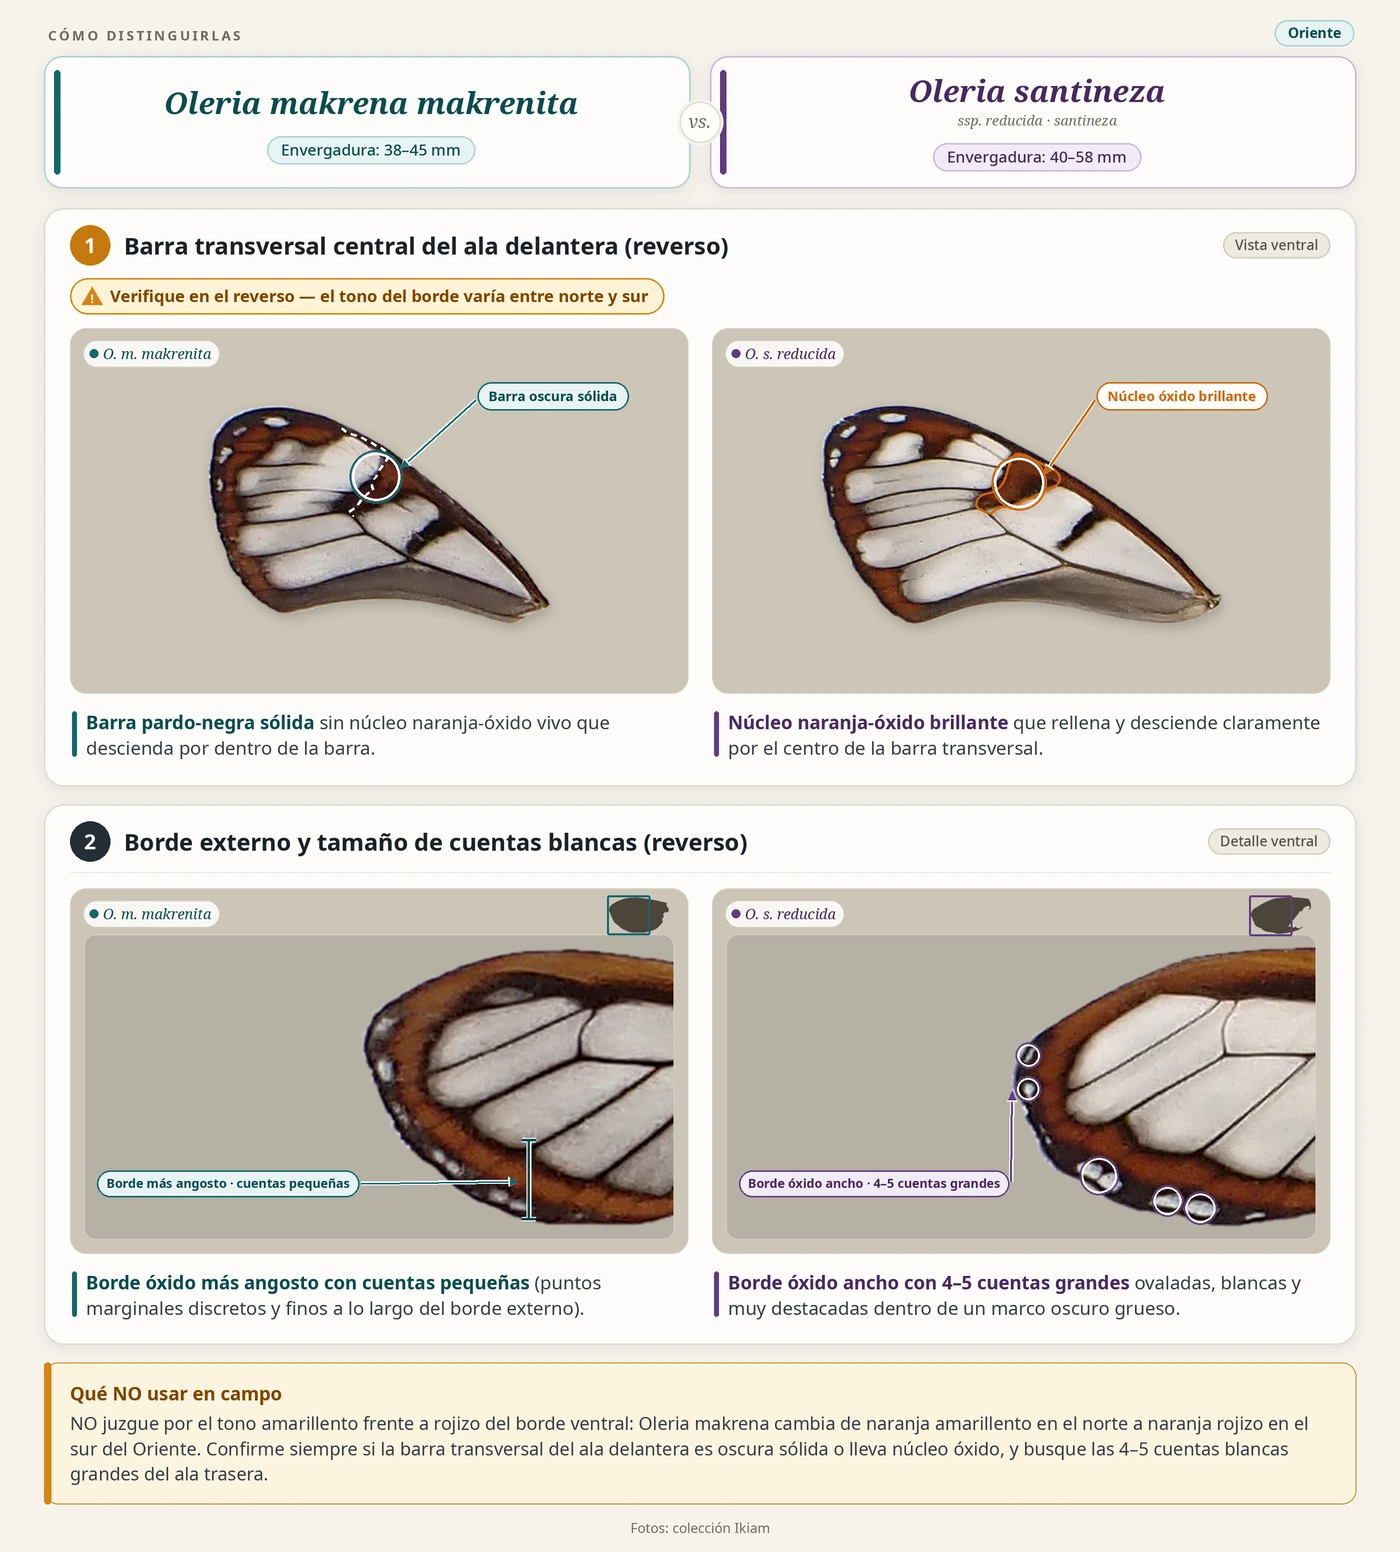 CÓMO DISTINGUIRLAS
Oriente
Oleria makrena makrenita
Envergadura: 38–45 mm
vs.
Oleria santineza
ssp. reducida · santineza
Envergadura: 40–58 mm
1
Barra transversal central del ala delantera (reverso)
Vista ventral
Verifique en el reverso — el tono del borde varía entre norte y sur
O. m. makrenita
Barra oscura sólida
O. s. reducida
Núcleo óxido brillante
Barra pardo-negra sólida sin núcleo naranja-óxido vivo que
descienda por dentro de la barra.
Núcleo naranja-óxido brillante que rellena y desciende claramente
por el centro de la barra transversal.
2
Borde externo y tamaño de cuentas blancas (reverso)
Detalle ventral
O. m. makrenita
Borde más angosto · cuentas pequeñas
O. s. reducida
Borde óxido ancho · 4–5 cuentas grandes
Borde óxido más angosto con cuentas pequeñas (puntos
marginales discretos y finos a lo largo del borde externo).
Borde óxido ancho con 4–5 cuentas grandes ovaladas, blancas y
muy destacadas dentro de un marco oscuro grueso.
Qué NO usar en campo
NO juzgue por el tono amarillento frente a rojizo del borde ventral: Oleria makrena cambia de naranja amarillento en el norte a naranja rojizo en el
sur del Oriente. Confirme siempre si la barra transversal del ala delantera es oscura sólida o lleva núcleo óxido, y busque las 4–5 cuentas blancas
grandes del ala trasera.
Fotos: colección Ikiam